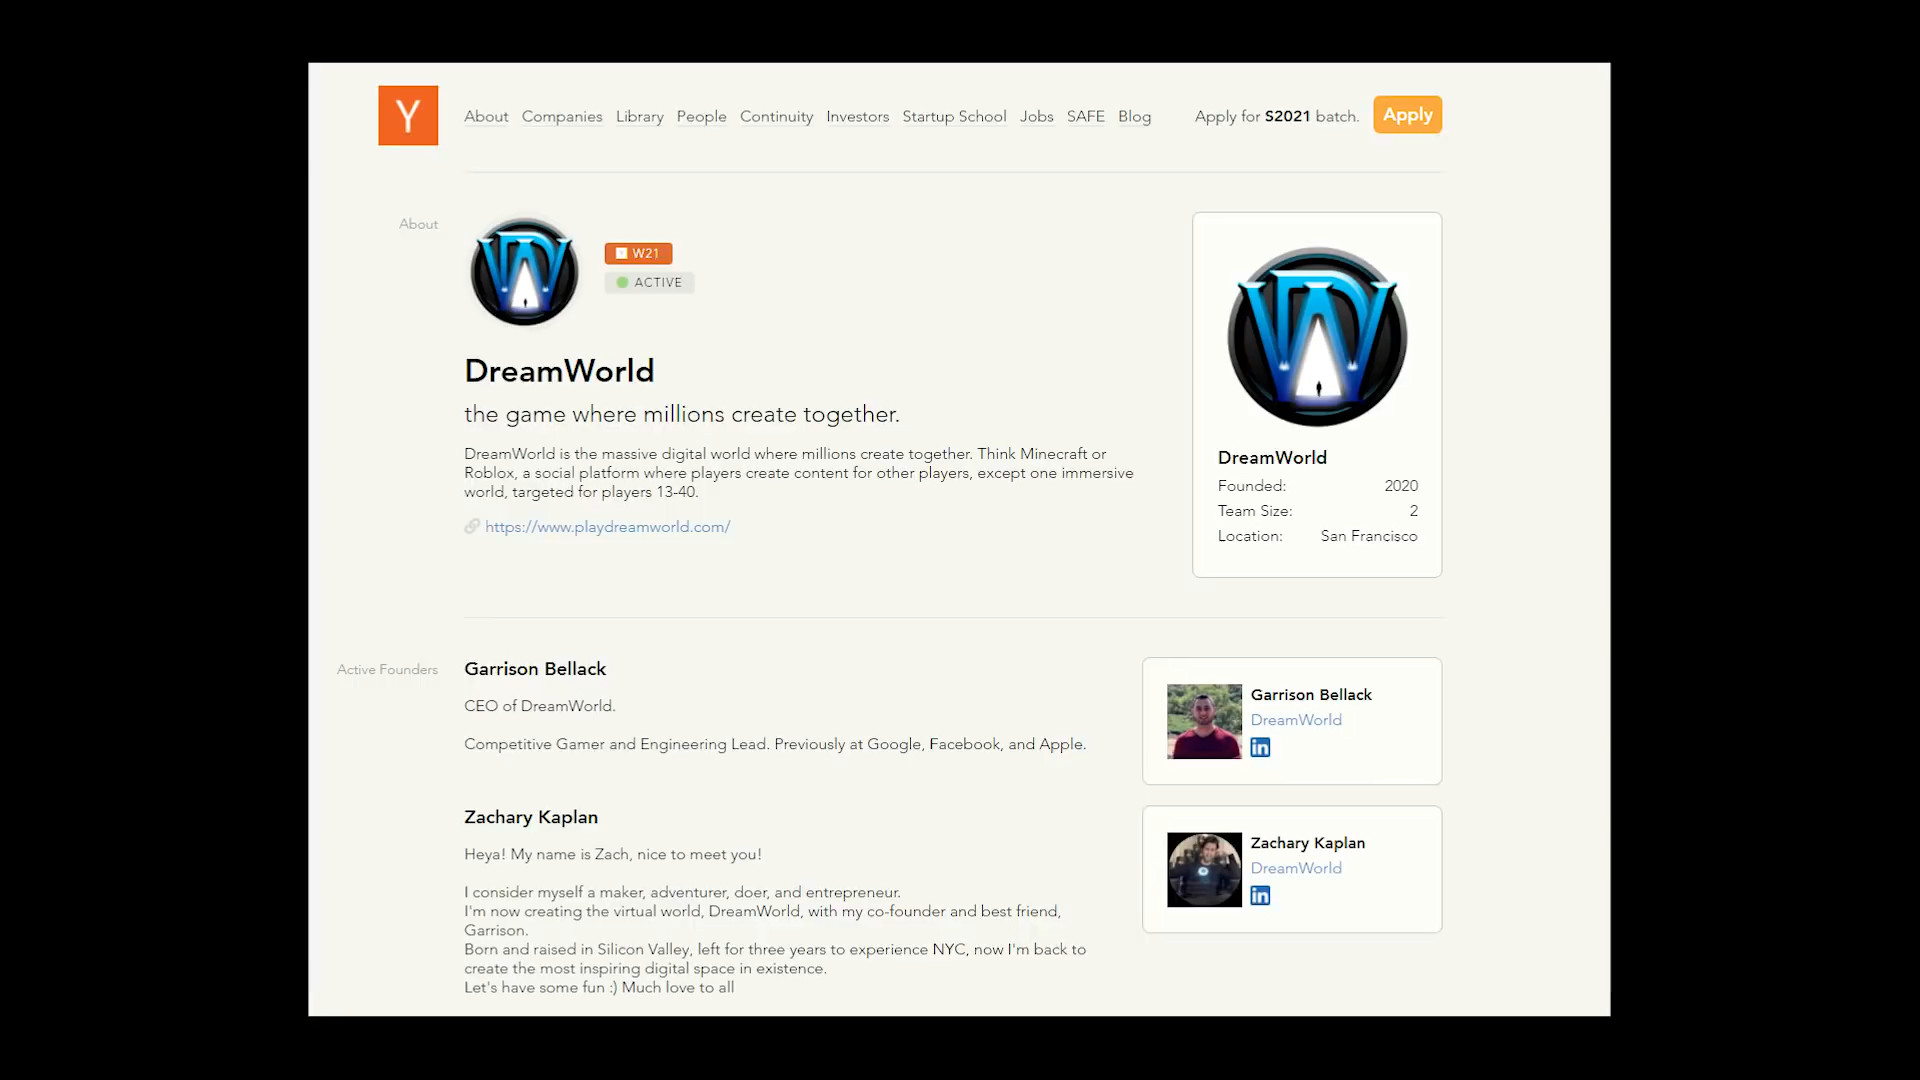 Y
About Companies Library People Continuity Investors Startup School Jobs SAFE Blog Apply for S2021 batch. Apply
About
W21
ACTIVE
DreamWorld
the game where millions create together.
DreamWorld is the massive digital world where millions create together. Think Minecraft or
Roblox, a social platform where players create content for other players, except one immersive
world, targeted for players 13-40.
https://www.playdreamworld.com/
DW
DreamWorld
Founded: 2020
Team Size: 2
Location: San Francisco
Active Founders
Garrison Bellack
CEO of DreamWorld.
Competitive Gamer and Engineering Lead. Previously at Google, Facebook, and Apple.
Garrison Bellack
DreamWorld
in
Zachary Kaplan
Heya! My name is Zach, nice to meet you!
I consider myself a maker, adventurer, doer, and entrepreneur.
I'm now creating the virtual world, DreamWorld, with my co-founder and best friend,
Garrison.
Born and raised in Silicon Valley, left for three years to experience NYC, now I'm back to
create the most inspiring digital space in existence.
Let's have some fun :) Much love to all
Zachary Kaplan
DreamWorld
in